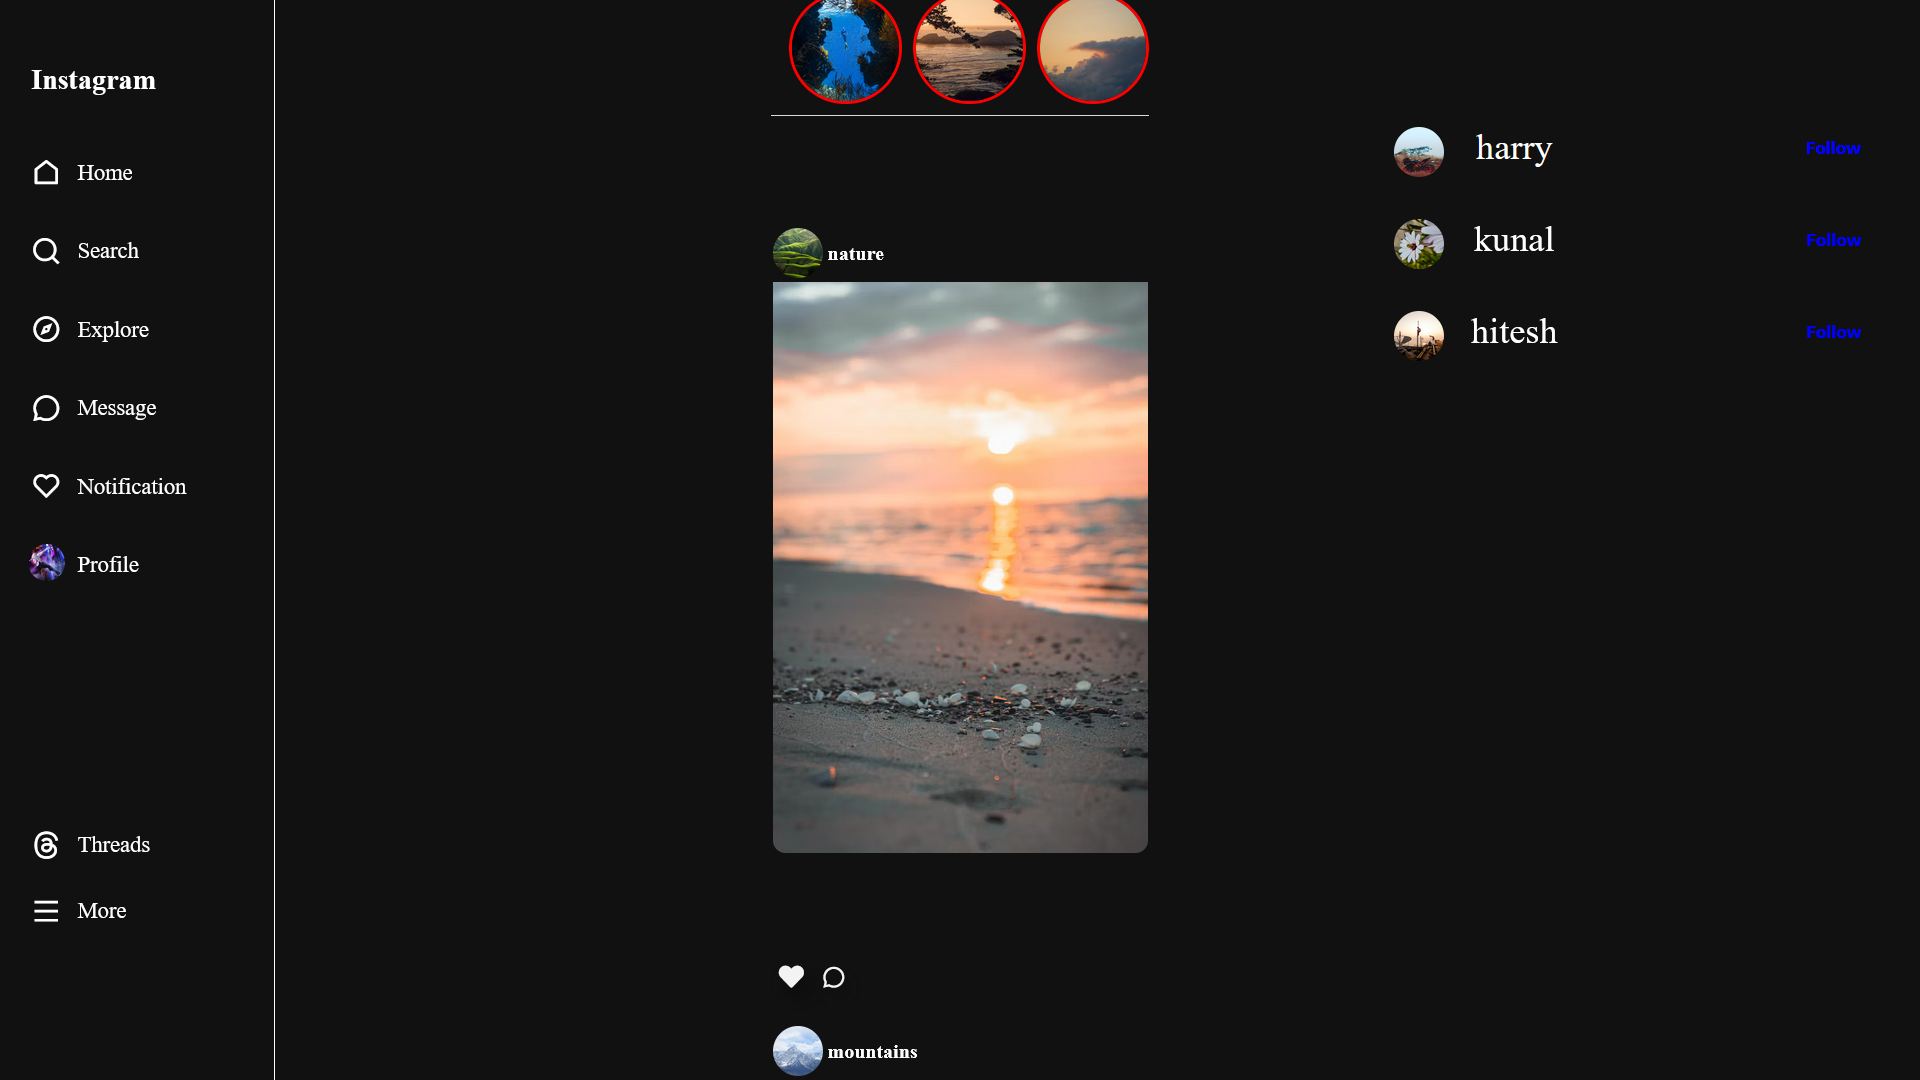 Instagram
Home
Search
Explore
Message
Notification
Profile
Threads
More
nature
mountains
harry
Follow
kunal
Follow
hitesh
Follow